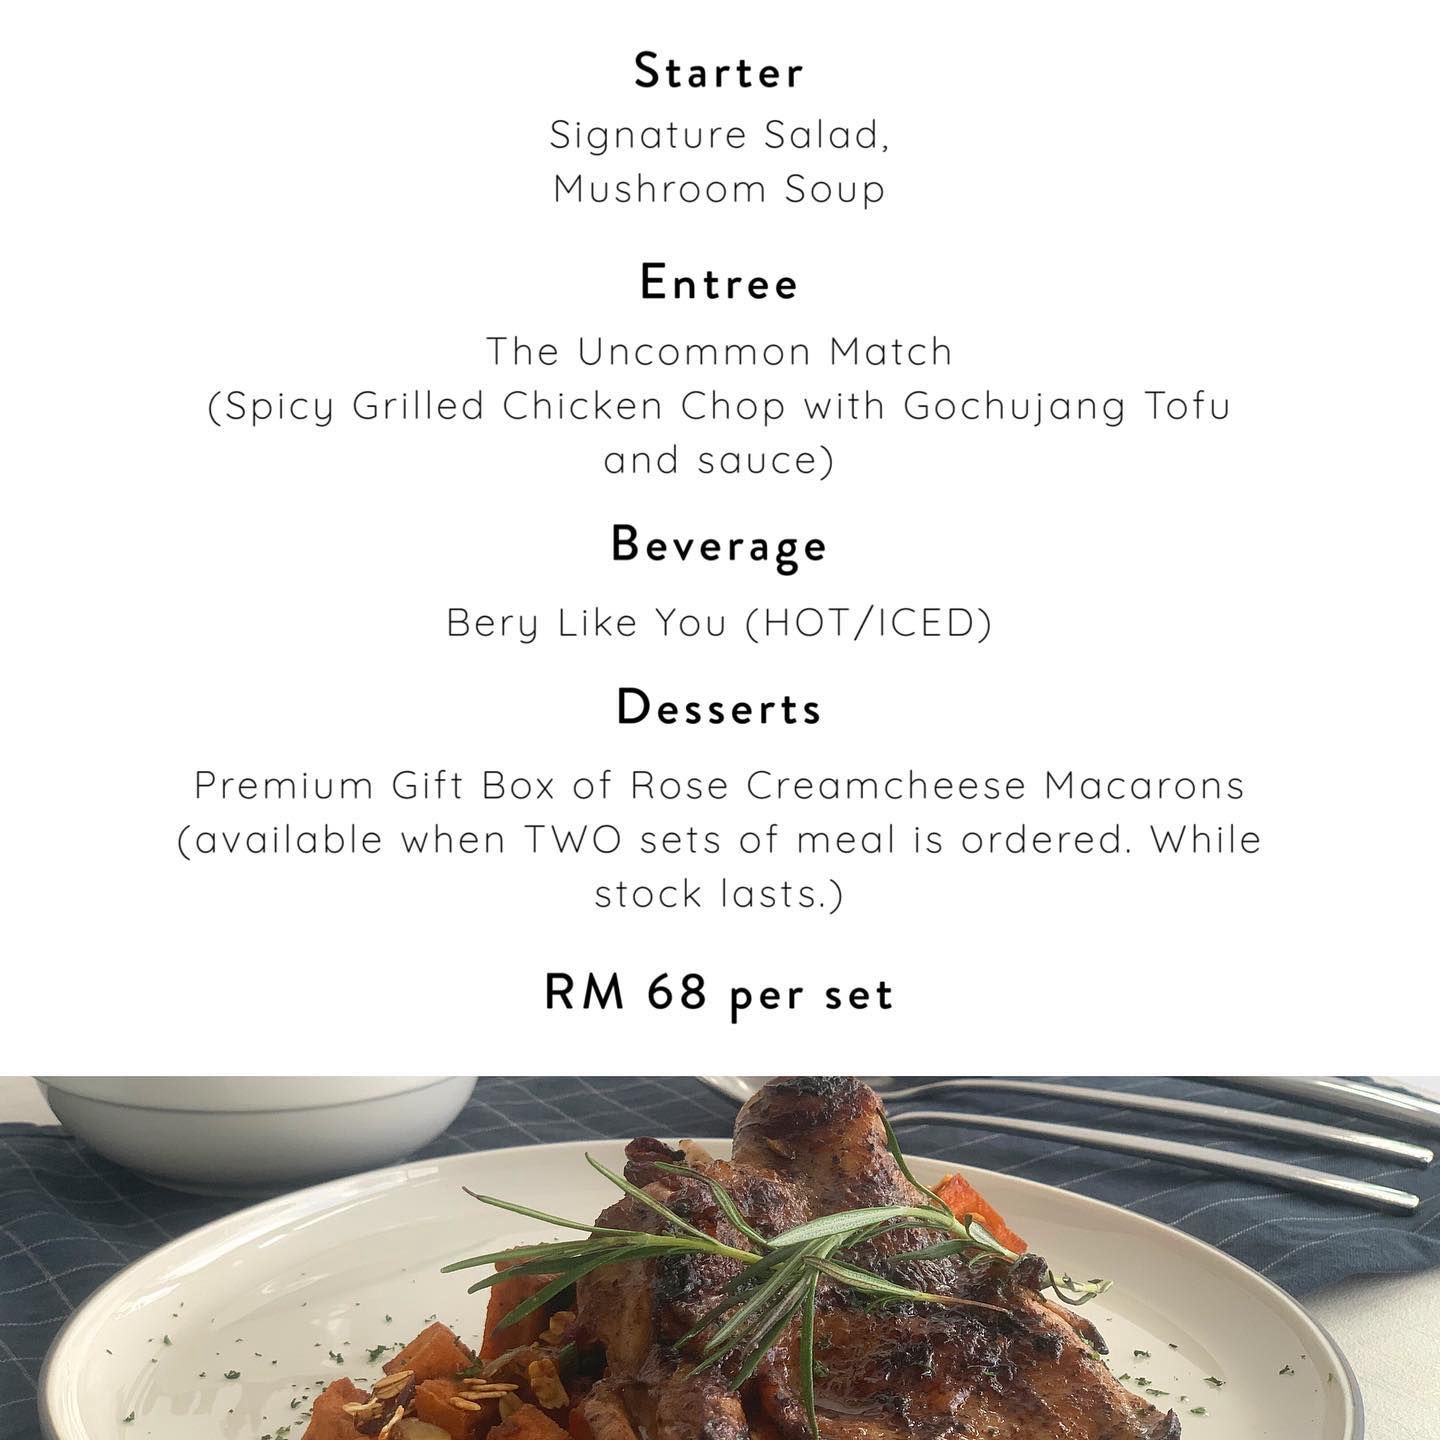 Starter
Signature Salad,
Mushroom Soup
Entree
The Uncommon Match
(Spicy Grilled Chicken Chop with Gochujang Tofu
and sauce)
Beverage
Bery Like You (HOT/ICED)
Desserts
Premium Gift Box of Rose Creamcheese Macarons
(available when TWO sets of meal is ordered. While
stock lasts.)
RM 68 per set